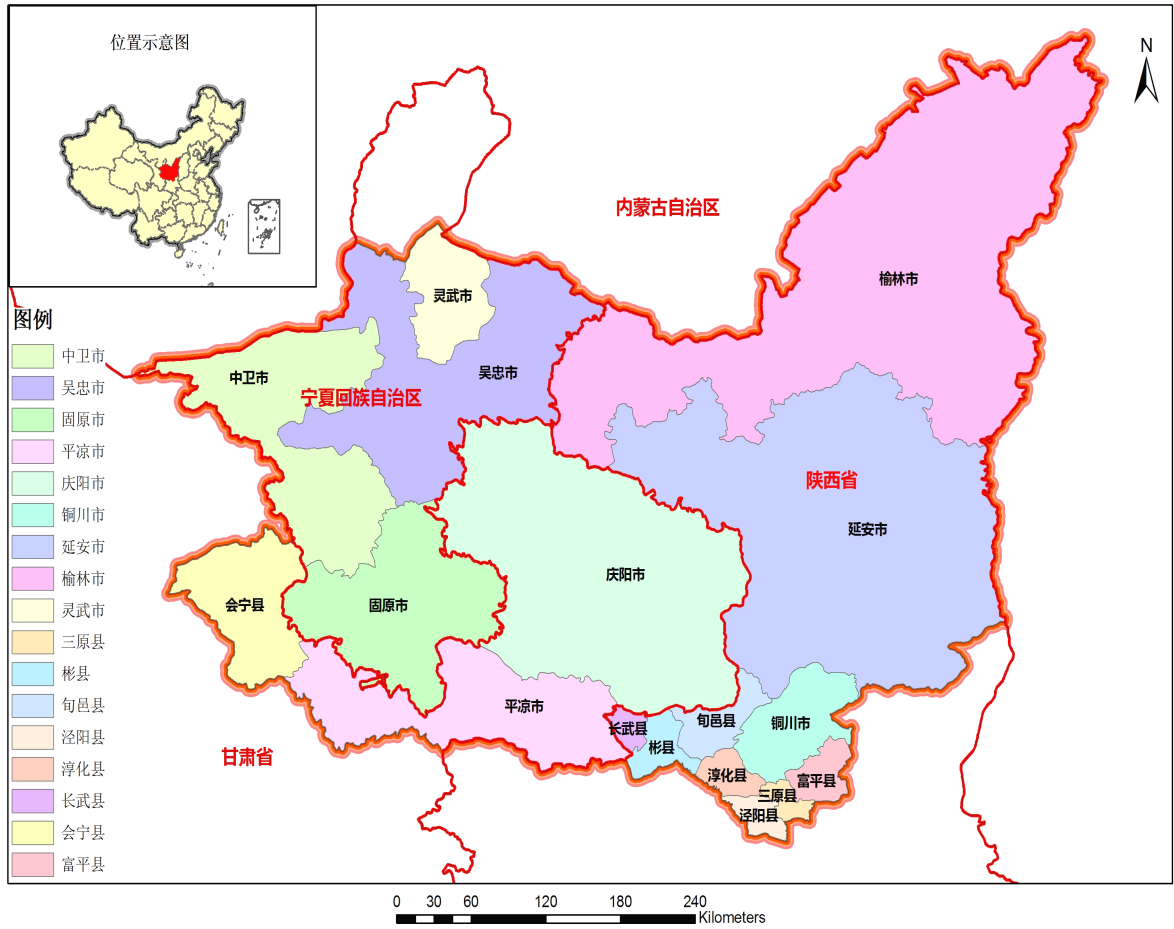 位置示意图
N
内蒙古自治区
榆林市
灵武市
图例
中卫市
吴忠市
固原市
平凉市
庆阳市
铜川市
延安市
榆林市
灵武市
三原县
彬县
旬邑县
泾阳县
淳化县
长武县
会宁县
富平县
中卫市
吴忠市
宁夏回族自治区
陕西省
延安市
庆阳市
会宁县
固原市
平凉市
长武县
彬县
旬邑县
铜川市
甘肃省
淳化县
富平县
三原县
泾阳县
0 30 60 120 180 240
Kilometers